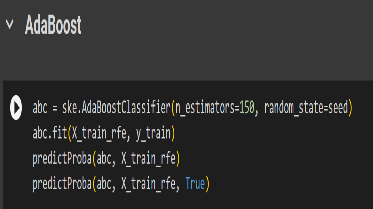 AdaBoost
abc = ske.AdaBoostClassifier(n_estimators=150, random_state=seed)
abc.fit(X_train_rfe, y_train)
predictProba(abc, X_train_rfe)
predictProba(abc, X_train_rfe, True)